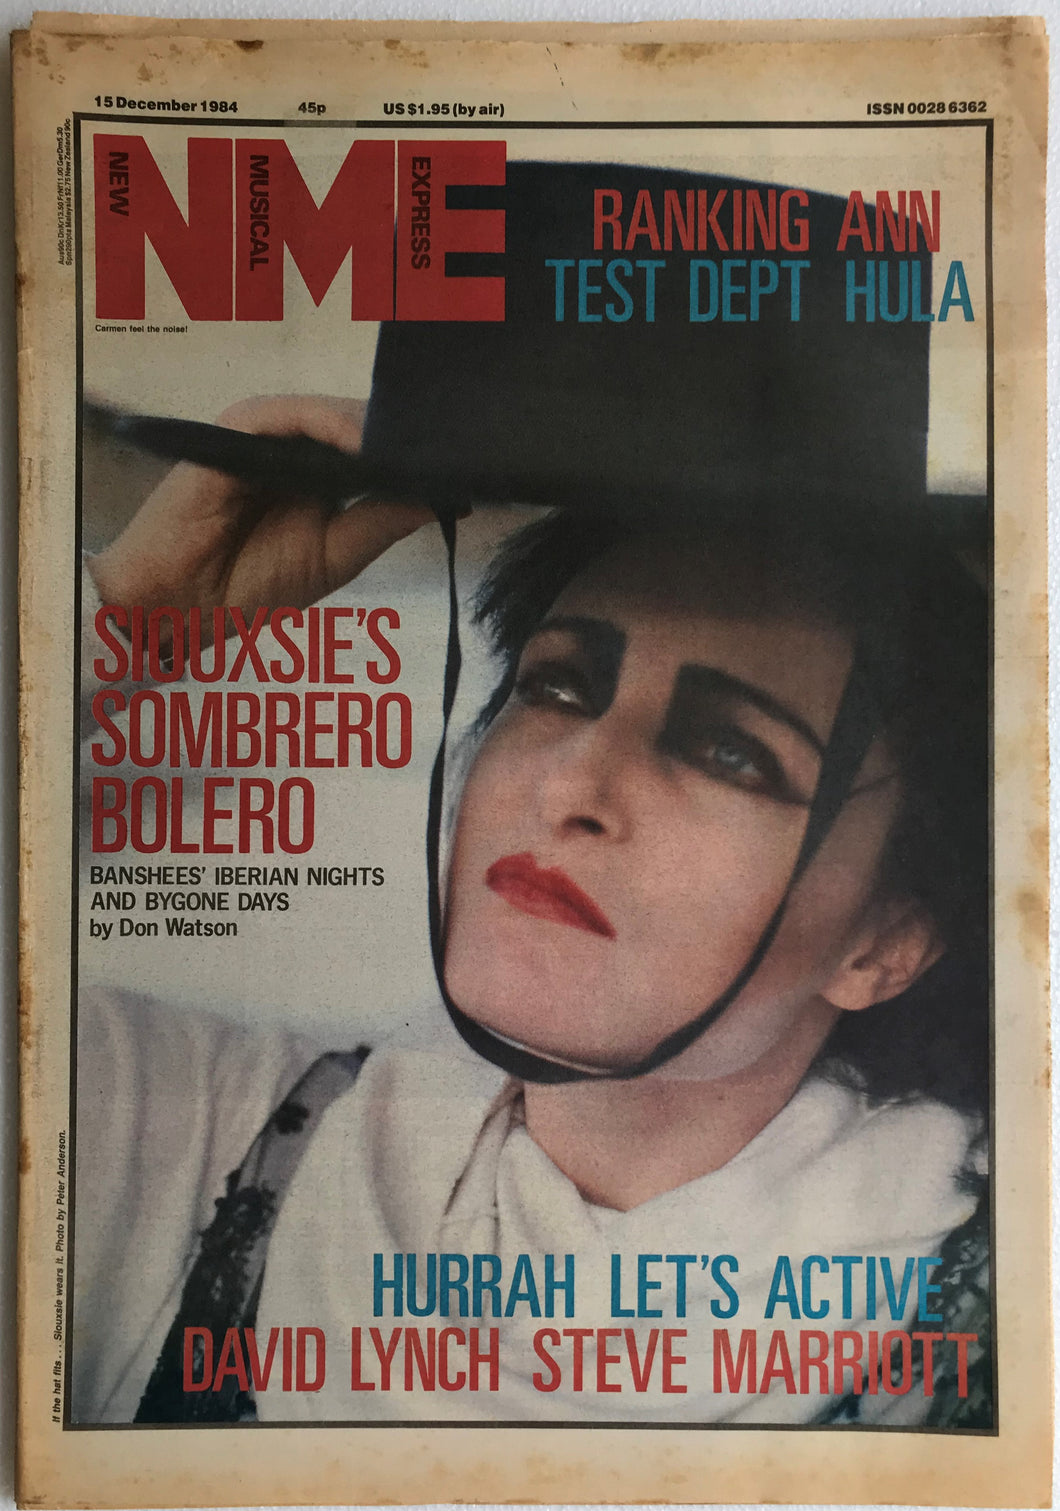 15 December 1984 45p US $1.95 (by air) ISSN 0028 6362
NEW
MUSICAL
EXPRESS
NME
Carmen feel the noise!
RANKING ANN
TEST DEPT HULA
SIOUXSIE'S
SOMBRERO
BOLERO
BANSHEES' IBERIAN NIGHTS
AND BYGONE DAYS
by Don Watson
If the hat fits . . . Siouxsie wears it. Photo by Peter Anderson.
HURRAH LET'S ACTIVE
DAVID LYNCH STEVE MARRIOTT